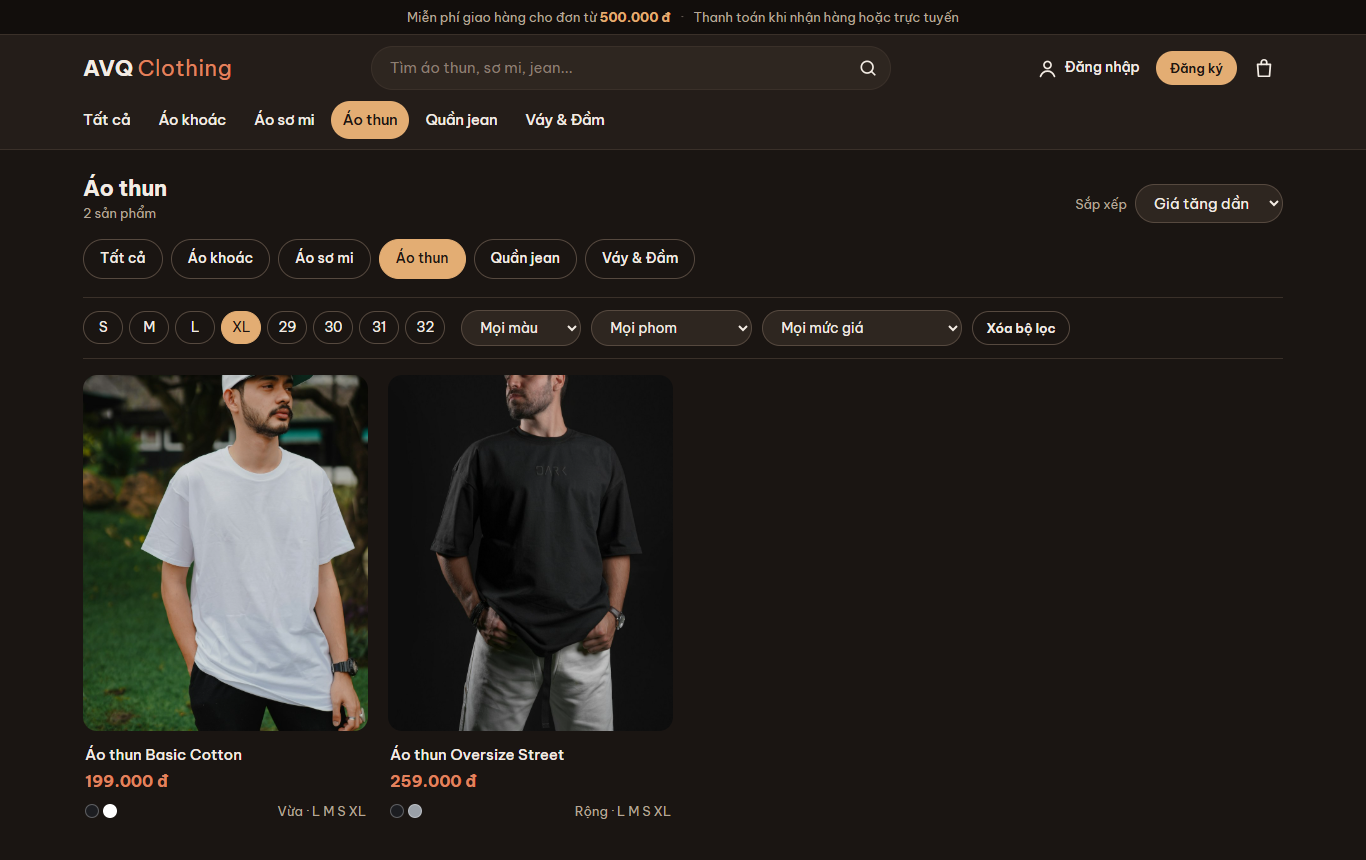 Miễn phí giao hàng cho đơn từ 500.000 đ · Thanh toán khi nhận hàng hoặc trực tuyến
AVQ Clothing
Tìm áo thun, sơ mi, jean...
Đăng nhập
Đăng ký
Tất cả Áo khoác Áo sơ mi Áo thun Quần jean Váy & Đầm
Áo thun
2 sản phẩm
Sắp xếp Giá tăng dần
Tất cả Áo khoác Áo sơ mi Áo thun Quần jean Váy & Đầm
S M L XL 29 30 31 32 Mọi màu Mọi phom Mọi mức giá Xóa bộ lọc
Áo thun Basic Cotton
199.000 đ
Vừa · L M S XL
Áo thun Oversize Street
259.000 đ
Rộng · L M S XL